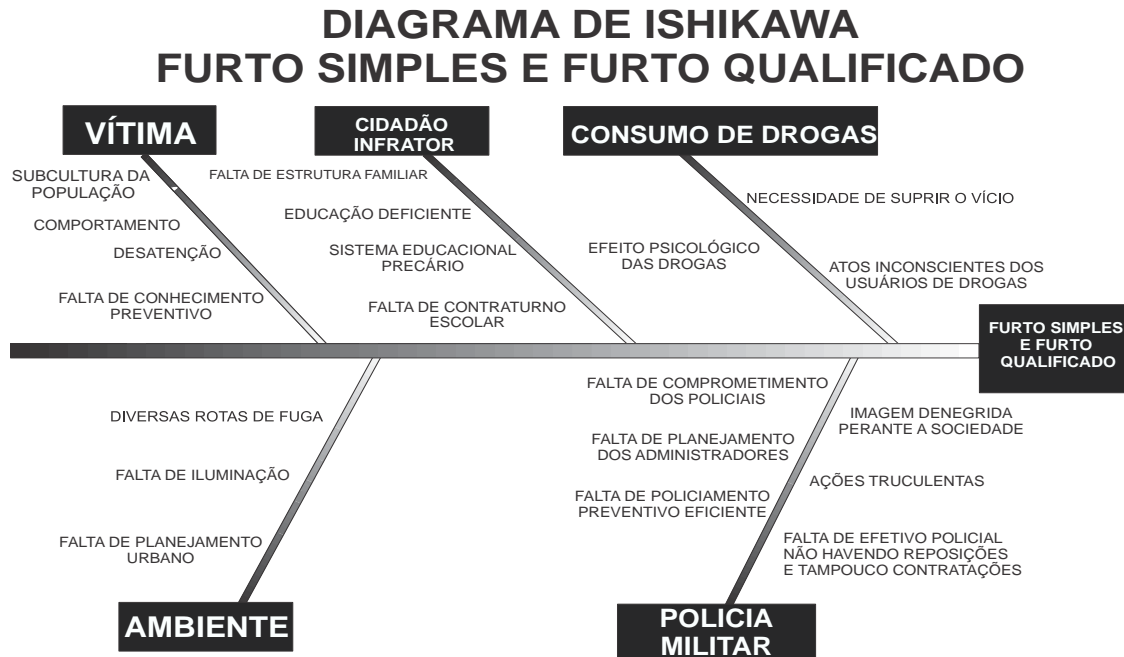 DIAGRAMA DE ISHIKAWA
FURTO SIMPLES E FURTO QUALIFICADO
VÍTIMA
SUBCULTURA DA
POPULAÇÃO
COMPORTAMENTO
DESATENÇÃO
FALTA DE CONHECIMENTO
PREVENTIVO
CIDADÃO
INFRATOR
FALTA DE ESTRUTURA FAMILIAR
EDUCAÇÃO DEFICIENTE
SISTEMA EDUCACIONAL
PRECÁRIO
FALTA DE CONTRATURNO
ESCOLAR
CONSUMO DE DROGAS
NECESSIDADE DE SUPRIR O VÍCIO
EFEITO PSICOLÓGICO
DAS DROGAS
ATOS INCONSCIENTES DOS
USUÁRIOS DE DROGAS
FURTO SIMPLES
E FURTO
QUALIFICADO
DIVERSAS ROTAS DE FUGA
FALTA DE ILUMINAÇÃO
FALTA DE PLANEJAMENTO
URBANO
AMBIENTE
FALTA DE COMPROMETIMENTO
DOS POLICIAIS
FALTA DE PLANEJAMENTO
DOS ADMINISTRADORES
FALTA DE POLICIAMENTO
PREVENTIVO EFICIENTE
IMAGEM DENEGRIDA
PERANTE A SOCIEDADE
AÇÕES TRUCULENTAS
FALTA DE EFETIVO POLICIAL
NÃO HAVENDO REPOSIÇÕES
E TAMPOUCO CONTRATAÇÕES
POLÍCIA
MILITAR